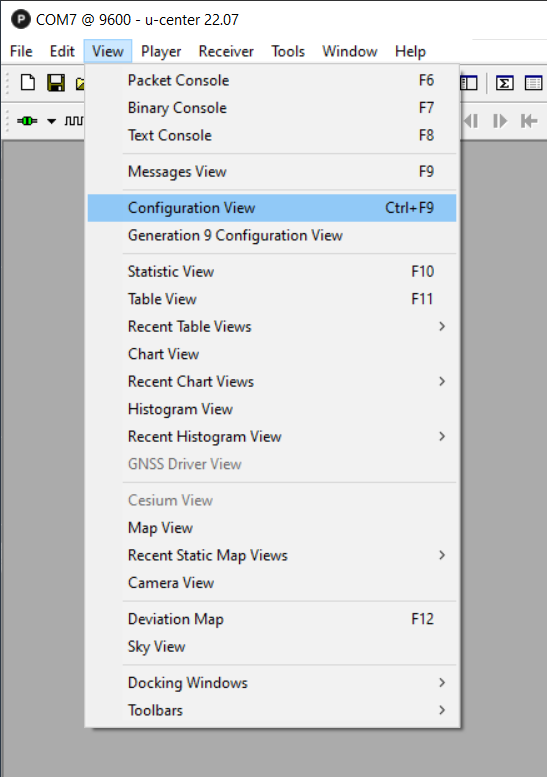 COM7 @ 9600 - u-center 22.07
File Edit View Player Receiver Tools Window Help
Packet Console F6
Binary Console F7
Text Console F8
Messages View F9
Configuration View Ctrl+F9
Generation 9 Configuration View
Statistic View F10
Table View F11
Recent Table Views
Chart View
Recent Chart Views
Histogram View
Recent Histogram View
GNSS Driver View
Cesium View
Map View
Recent Static Map Views
Camera View
Deviation Map F12
Sky View
Docking Windows
Toolbars